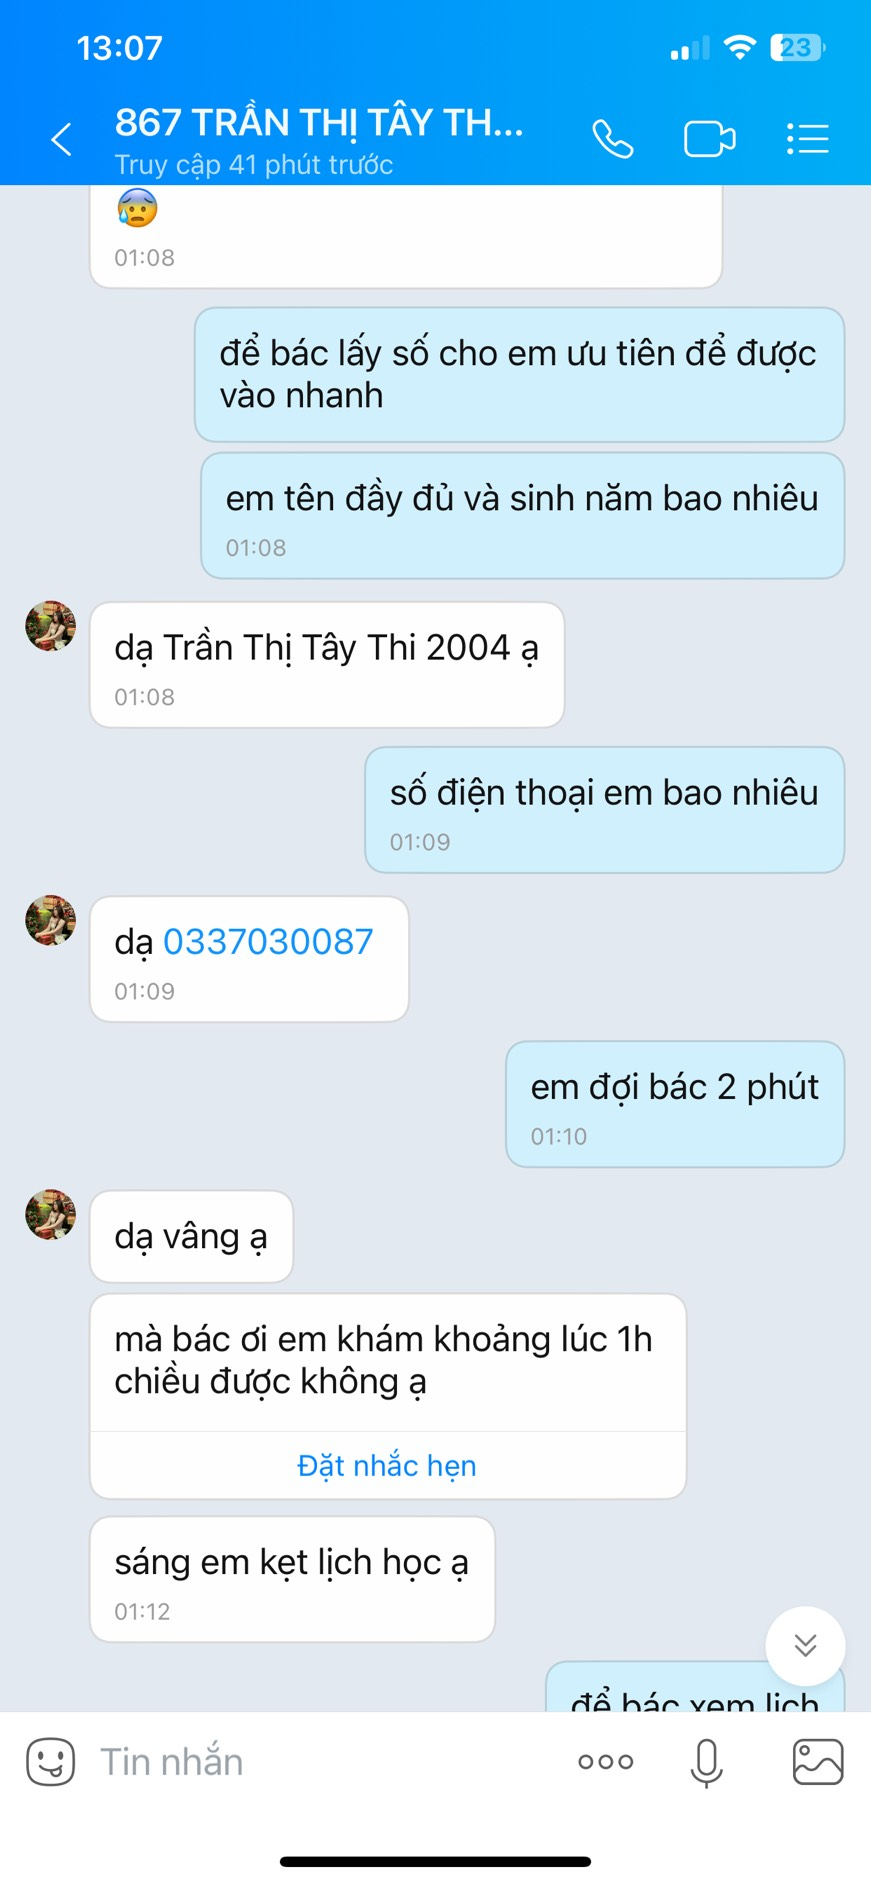 13:07
23
867 TRẦN THỊ TÂY TH...
Truy cập 41 phút trước
01:08
để bác lấy số cho em ưu tiên để được
vào nhanh
em tên đầy đủ và sinh năm bao nhiêu
01:08
dạ Trần Thị Tây Thi 2004 ạ
01:08
số điện thoại em bao nhiêu
01:09
dạ 0337030087
01:09
em đợi bác 2 phút
01:10
dạ vâng ạ
mà bác ơi em khám khoảng lúc 1h
chiều được không ạ
Đặt nhắc hẹn
sáng em kẹt lịch học ạ
01:12
để bác xem lịch
Tin nhắn